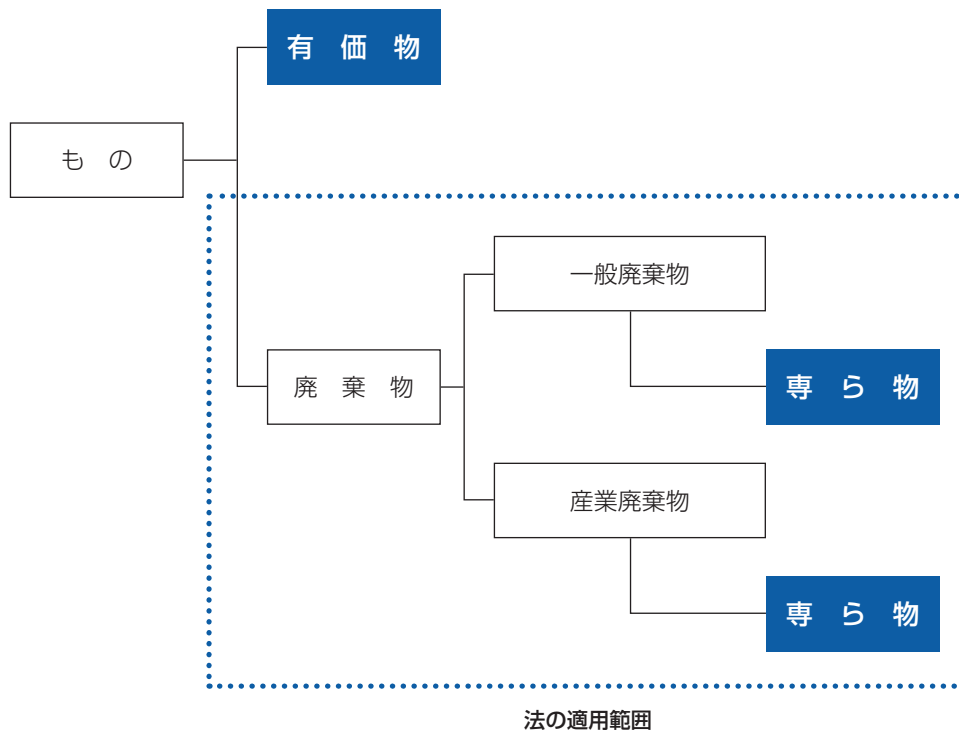 有価物
もの
一般廃棄物
廃棄物
専ら物
産業廃棄物
専ら物
法の適用範囲